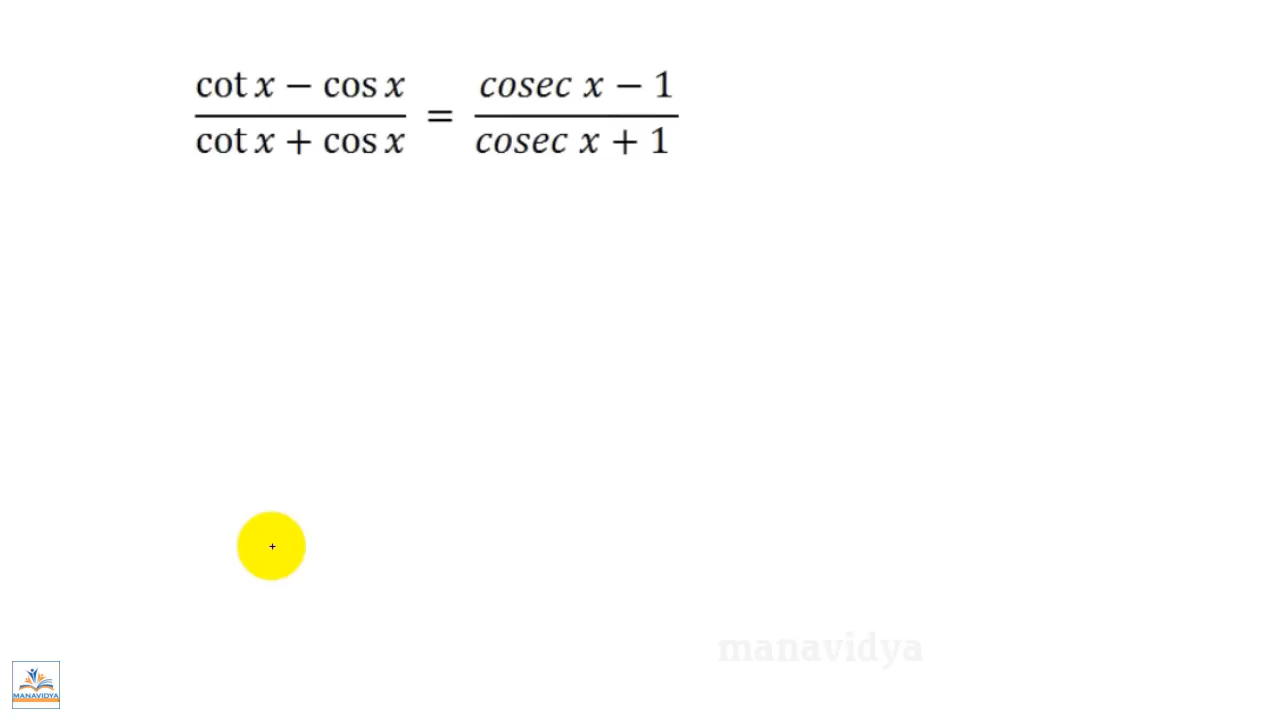 cot x − cos x / cot x + cos x = cosec x − 1 / cosec x + 1
manavidya
MANAVIDYA